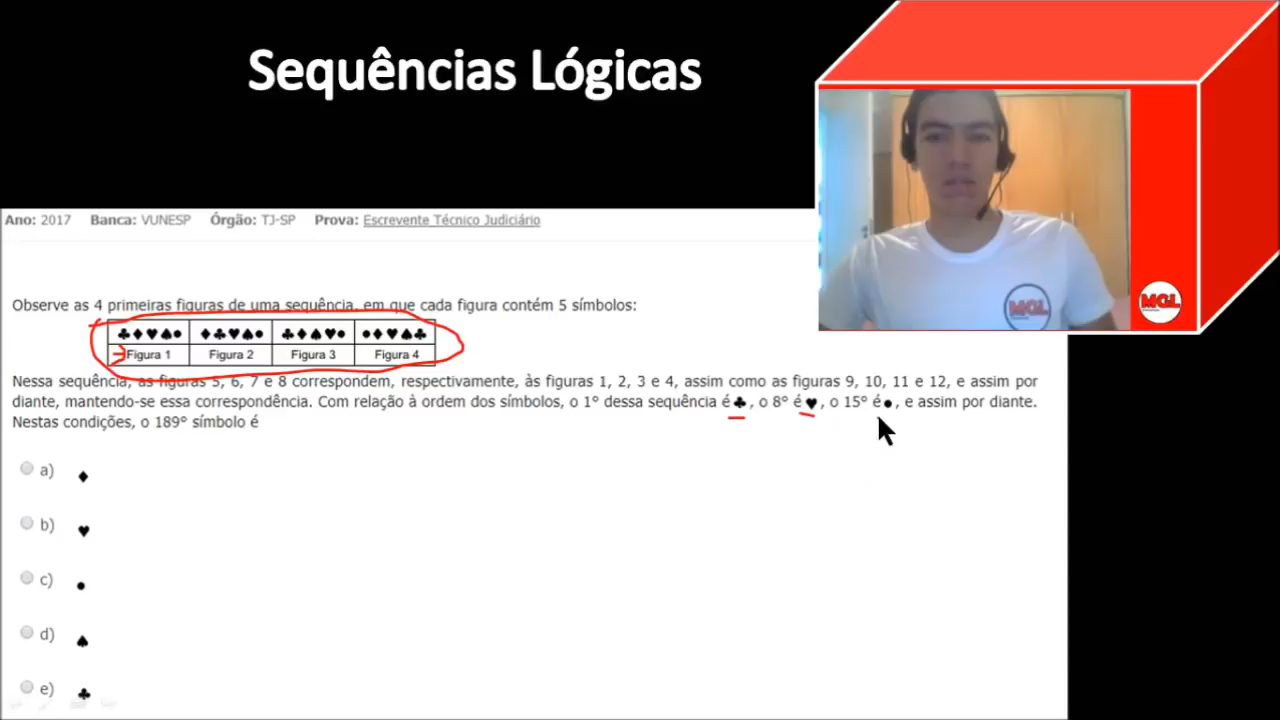 Sequências Lógicas
MGL
MGL
Ano: 2017 Banca: VUNESP Órgão: TJ-SP Prova: Escrevente Técnico Judiciário
Observe as 4 primeiras figuras de uma sequência, em que cada figura contém 5 símbolos:
♣♦♥♠● ♦♣♥♠● ♣♦♠♥● ●♦♥♠♣
Figura 1 Figura 2 Figura 3 Figura 4
Nessa sequência, as figuras 5, 6, 7 e 8 correspondem, respectivamente, às figuras 1, 2, 3 e 4, assim como as figuras 9, 10, 11 e 12, e assim por
diante, mantendo-se essa correspondência. Com relação à ordem dos símbolos, o 1° dessa sequência é ♣, o 8° é ♥, o 15° é ●, e assim por diante.
Nestas condições, o 189° símbolo é
a) ♦
b) ♥
c) ●
d) ♠
e) ♣